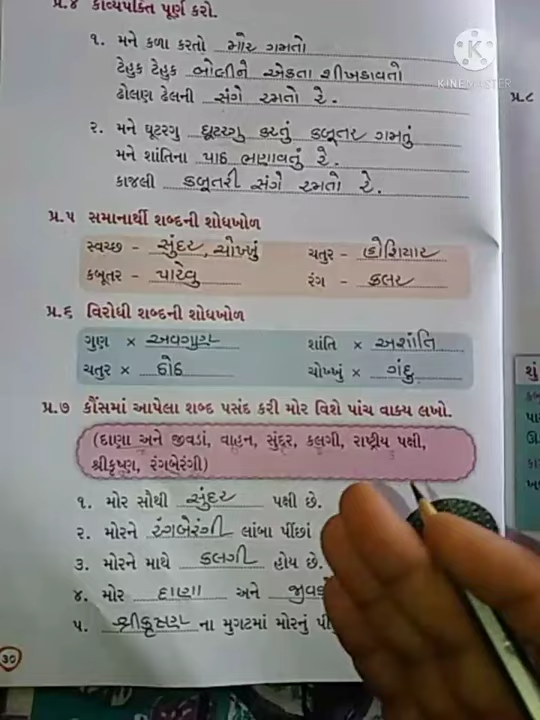 પ્ર.૪ કાવ્યપંક્તિ પૂર્ણ કરો.
KINEMASTER
પ્ર.૮
૧. મને કળા કરતો મોર ગમતો
ટેહુક ટેહુક બોલીને એકતા શીખડાવતો
ઢોલણ ઢેલની સંગે રમતો રે.
૨. મને ઘૂટરગુ ઘૂટરગુ કરતું કબૂતર ગમતું
મને શાંતિના પાઠ ભણાવતું રે.
કાજલી કબૂતરી સંગે રમતો રે.
પ્ર.૫ સમાનાર્થી શબ્દની શોધખોળ
સ્વચ્છ - સુંદર, ચોખ્ખું ચતુર - હોશિયાર
કબૂતર - પારેવુ રંગ - કલર
પ્ર.૬ વિરોધી શબ્દની શોધખોળ
ગુણ × અવગુણ શાંતિ × અશાંતિ
ચતુર × ઠોઠ ચોખ્ખું × ગંદુ
પ્ર.૭ કૌંસમાં આપેલા શબ્દ પસંદ કરી મોર વિશે પાંચ વાક્ય લખો.
(દાણા અને જીવડાં, વાહન, સુંદર, કલગી, રાષ્ટ્રીય પક્ષી,
શ્રીકૃષ્ણ, રંગબેરંગી)
૧. મોર સૌથી સુંદર પક્ષી છે.
૨. મોરને રંગબેરંગી લાંબા પીંછાં
૩. મોરને માથે કલગી હોય છે.
૪. મોર દાણા અને
૫. શ્રીકૃષ્ણ ના મુગટમાં મોરનું
૩૦
શું